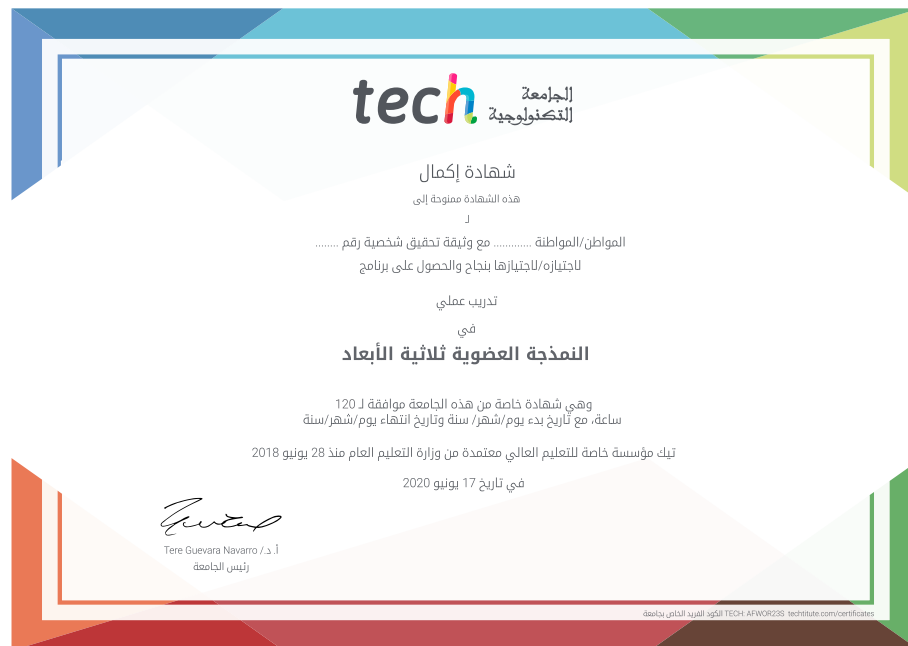 tech
الجامعة
التكنولوجية
شهادة إكمال
هذه الشهادة ممنوحة إلى
لـ
المواطن/المواطنة ............. مع وثيقة تحقيق شخصية رقم ........
لاجتيازه/لاجتيازها بنجاح والحصول على برنامج
تدريب عملي
في
النمذجة العضوية ثلاثية الأبعاد
وهي شهادة خاصة من هذه الجامعة موافقة لـ 120
ساعة، مع تاريخ بدء يوم/شهر/ سنة وتاريخ انتهاء يوم/شهر/سنة
تيك مؤسسة خاصة للتعليم العالي معتمدة من وزارة التعليم العام منذ 28 يونيو 2018
في تاريخ 17 يونيو 2020
أ. د./ Tere Guevara Navarro
رئيس الجامعة
الكود الفريد الخاص بجامعة TECH: AFWOR23S techtitute.com/certificates